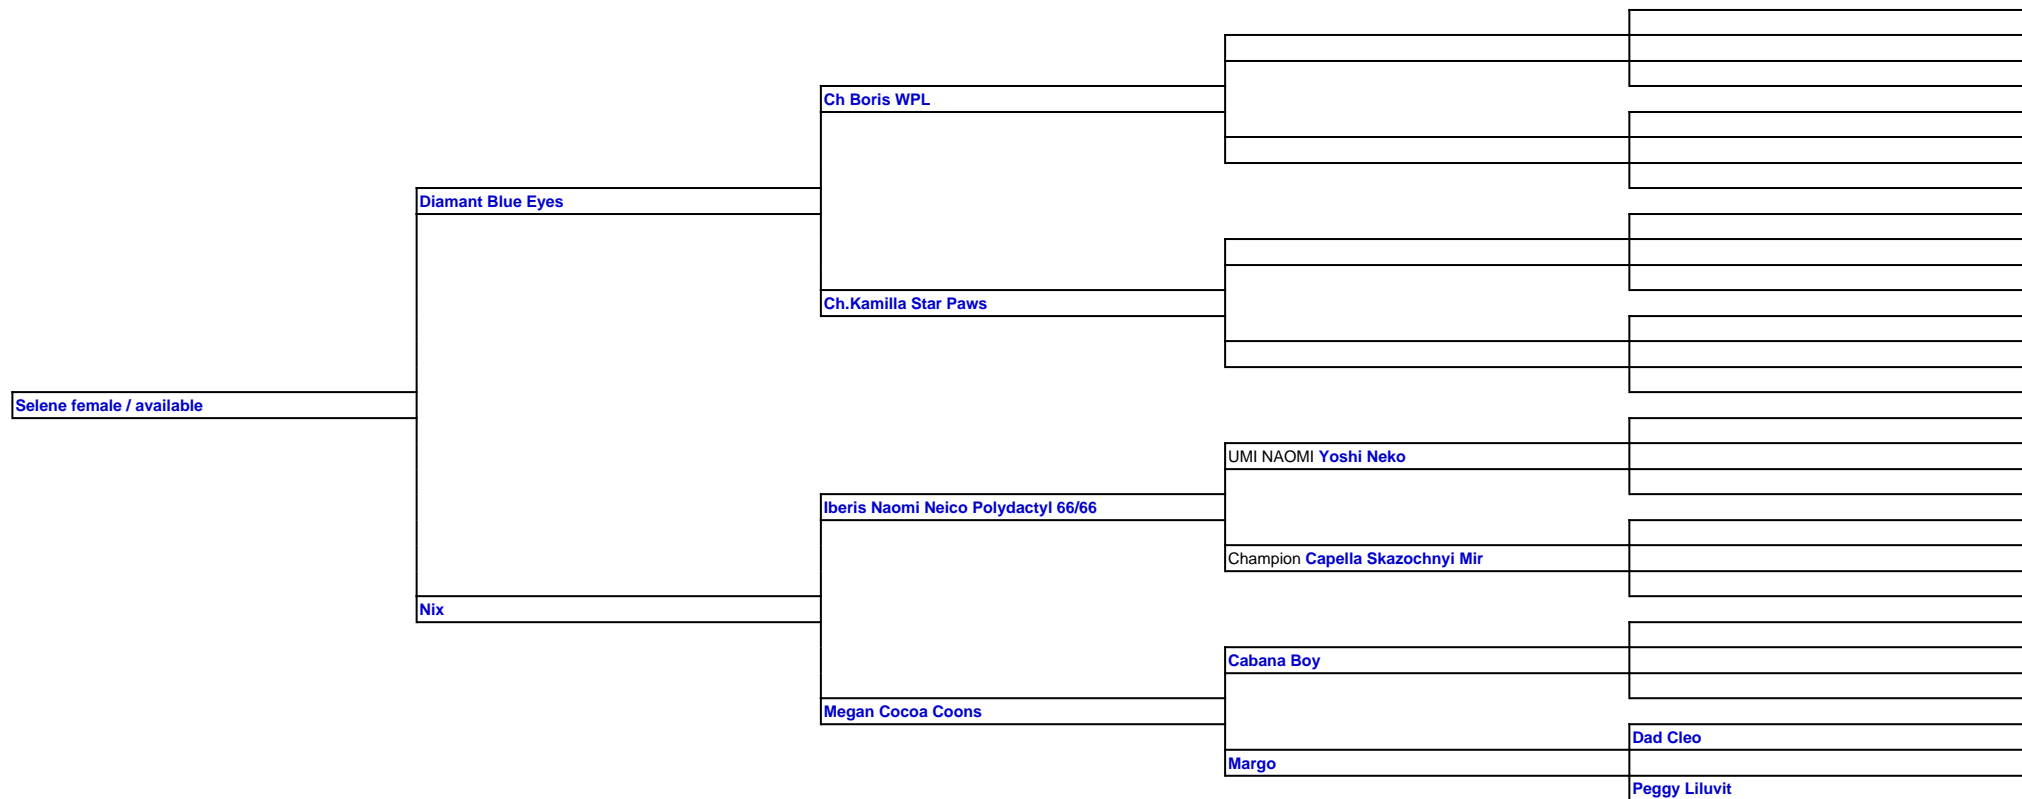 Ch Boris WPL
Diamant Blue Eyes
Ch.Kamilla Star Paws
Selene female / available
UMI NAOMI Yoshi Neko
Iberis Naomi Neico Polydactyl 66/66
Champion Capella Skazochnyi Mir
Nix
Cabana Boy
Megan Cocoa Coons
Dad Cleo
Margo
Peggy Liluvit